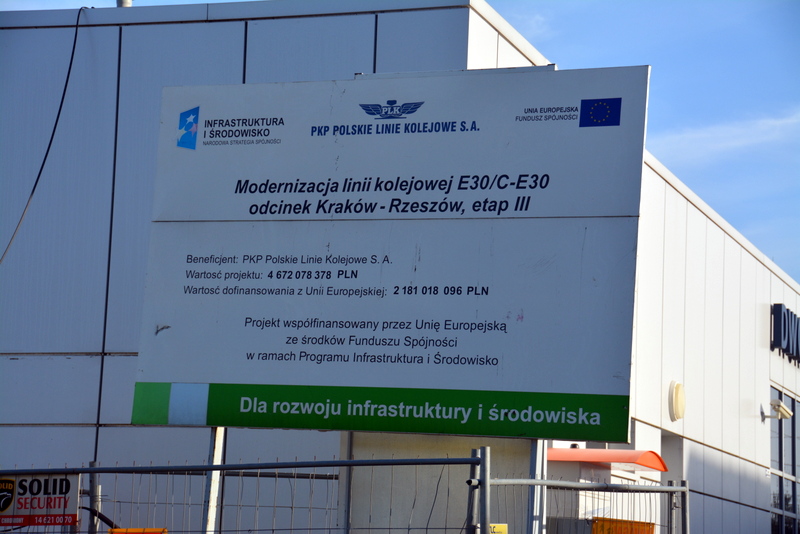 INFRASTRUKTURA
I ŚRODOWISKO
NARODOWA STRATEGIA SPÓJNOŚCI
PLK
PKP POLSKIE LINIE KOLEJOWE S.A.
UNIA EUROPEJSKA
FUNDUSZ SPÓJNOŚCI
Modernizacja linii kolejowej E30/C-E30
odcinek Kraków - Rzeszów, etap III
Beneficjent: PKP Polskie Linie Kolejowe S. A.
Wartość projektu: 4 672 078 378 PLN
Wartość dofinansowania z Unii Europejskiej: 2 181 018 096 PLN
Projekt współfinansowany przez Unię Europejską
ze środków Funduszu Spójności
w ramach Programu Infrastruktura i Środowisko
Dla rozwoju infrastruktury i środowiska
DW
SOLID
SECURITY